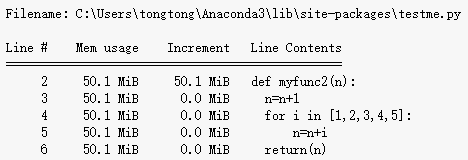 Filename: C:\Users\tongtong\Anaconda3\lib\site-packages\testme.py
Line #    Mem usage    Increment   Line Contents
================================================
     2     50.1 MiB     50.1 MiB   def myfunc2(n):
     3     50.1 MiB      0.0 MiB     n=n+1
     4     50.1 MiB      0.0 MiB     for i in [1,2,3,4,5]:
     5     50.1 MiB      0.0 MiB         n=n+i
     6     50.1 MiB      0.0 MiB     return(n)